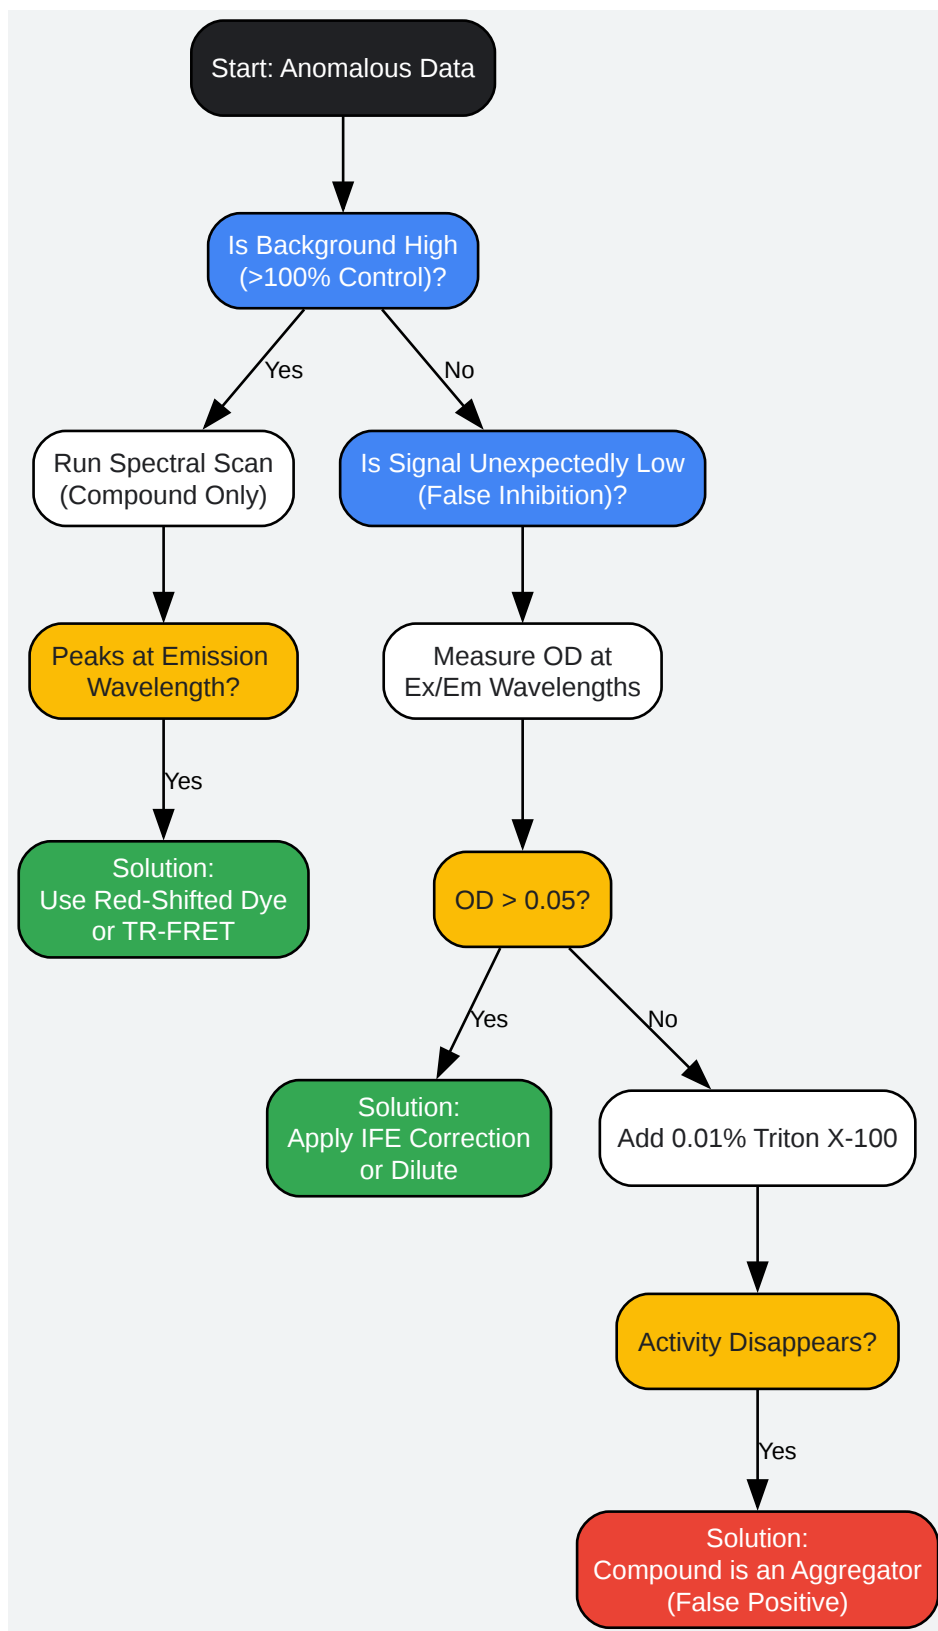 Start: Anomalous Data
Is Background High
(>100% Control)?
Yes
No
Run Spectral Scan
(Compound Only)
Is Signal Unexpectedly Low
(False Inhibition)?
Peaks at Emission
Wavelength?
Measure OD at
Ex/Em Wavelengths
Yes
Solution:
Use Red-Shifted Dye
or TR-FRET
OD > 0.05?
Yes
No
Solution:
Apply IFE Correction
or Dilute
Add 0.01% Triton X-100
Activity Disappears?
Yes
Solution:
Compound is an Aggregator
(False Positive)